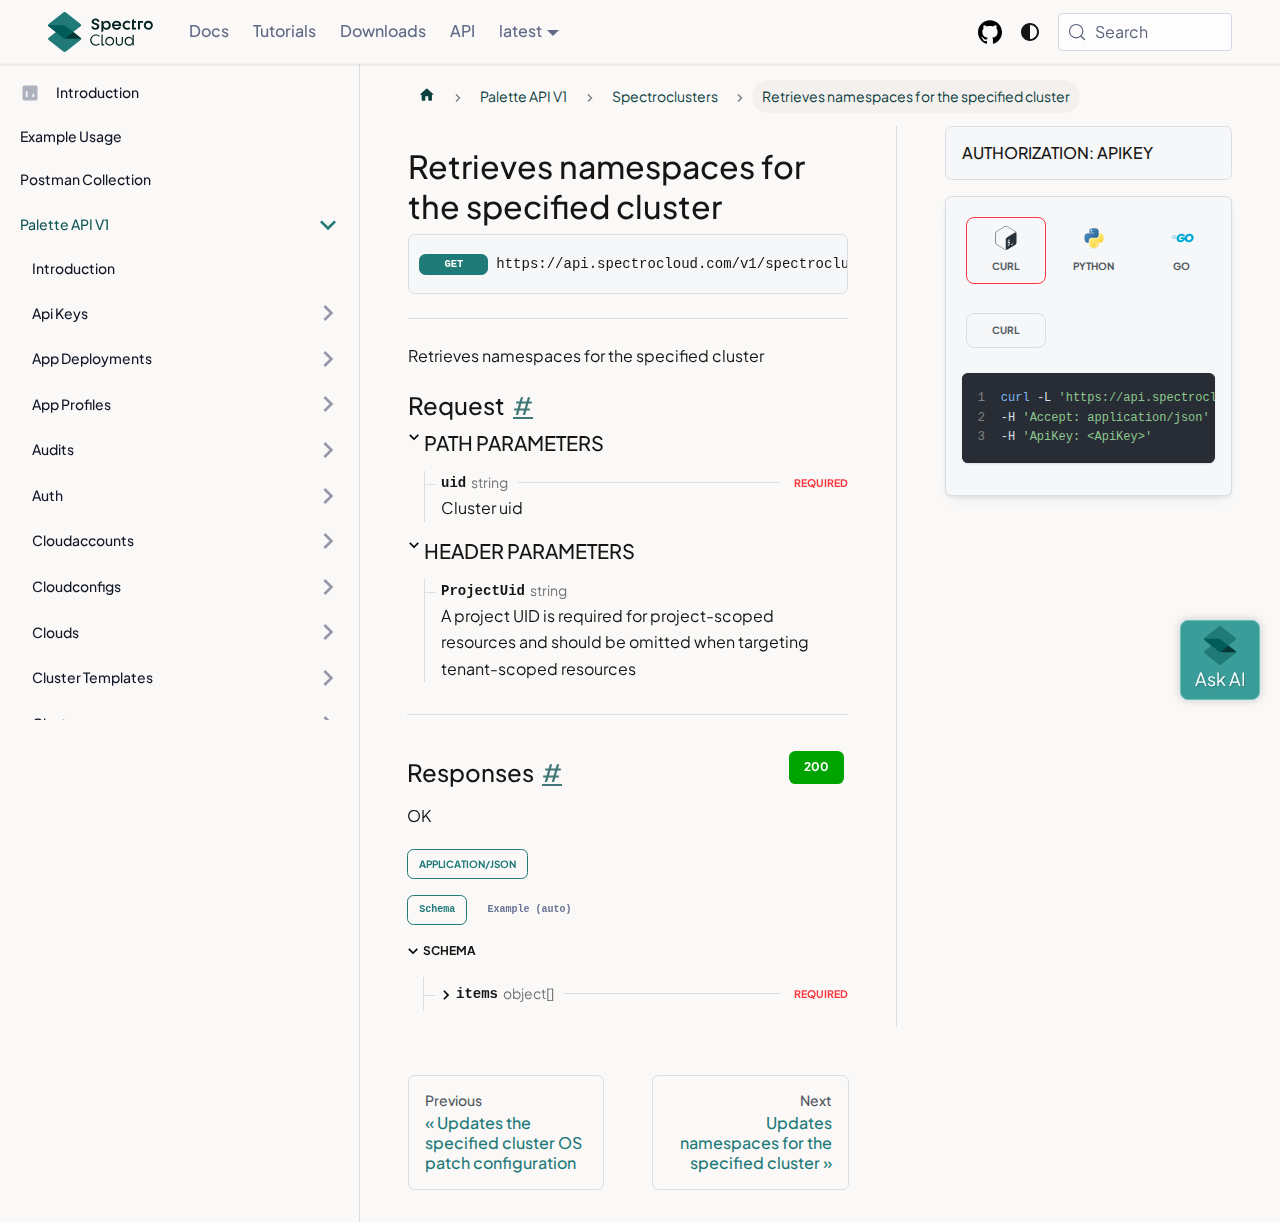 Spectro
Cloud
Docs
Tutorials
Downloads
API
latest
Search
Introduction
Example Usage
Postman Collection
Palette API V1
Introduction
Api Keys
App Deployments
App Profiles
Audits
Auth
Cloudaccounts
Cloudconfigs
Clouds
Cluster Templates
Palette API V1
Spectroclusters
Retrieves namespaces for the specified cluster
Retrieves namespaces for
the specified cluster
GET https://api.spectrocloud.com/v1/spectroclu
Retrieves namespaces for the specified cluster
Request #
PATH PARAMETERS
uid string REQUIRED
Cluster uid
HEADER PARAMETERS
ProjectUid string
A project UID is required for project-scoped
resources and should be omitted when targeting
tenant-scoped resources
Responses #
200
OK
APPLICATION/JSON
Schema Example (auto)
SCHEMA
items object[] REQUIRED
Previous
« Updates the
specified cluster OS
patch configuration
Next
Updates
namespaces for the
specified cluster »
AUTHORIZATION: APIKEY
CURL PYTHON GO
CURL
1 curl -L 'https://api.spectrocl
2 -H 'Accept: application/json'
3 -H 'ApiKey: <ApiKey>'
Ask AI